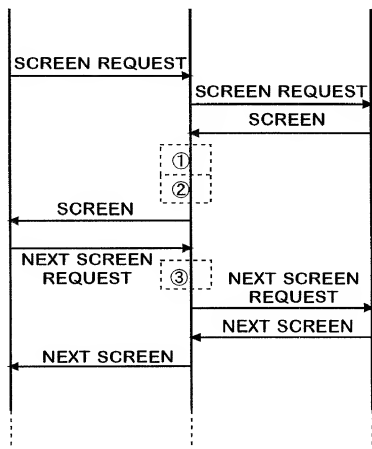 SCREEN REQUEST
SCREEN REQUEST
SCREEN
①
②
SCREEN
NEXT SCREEN
REQUEST
③
NEXT SCREEN
REQUEST
NEXT SCREEN
NEXT SCREEN